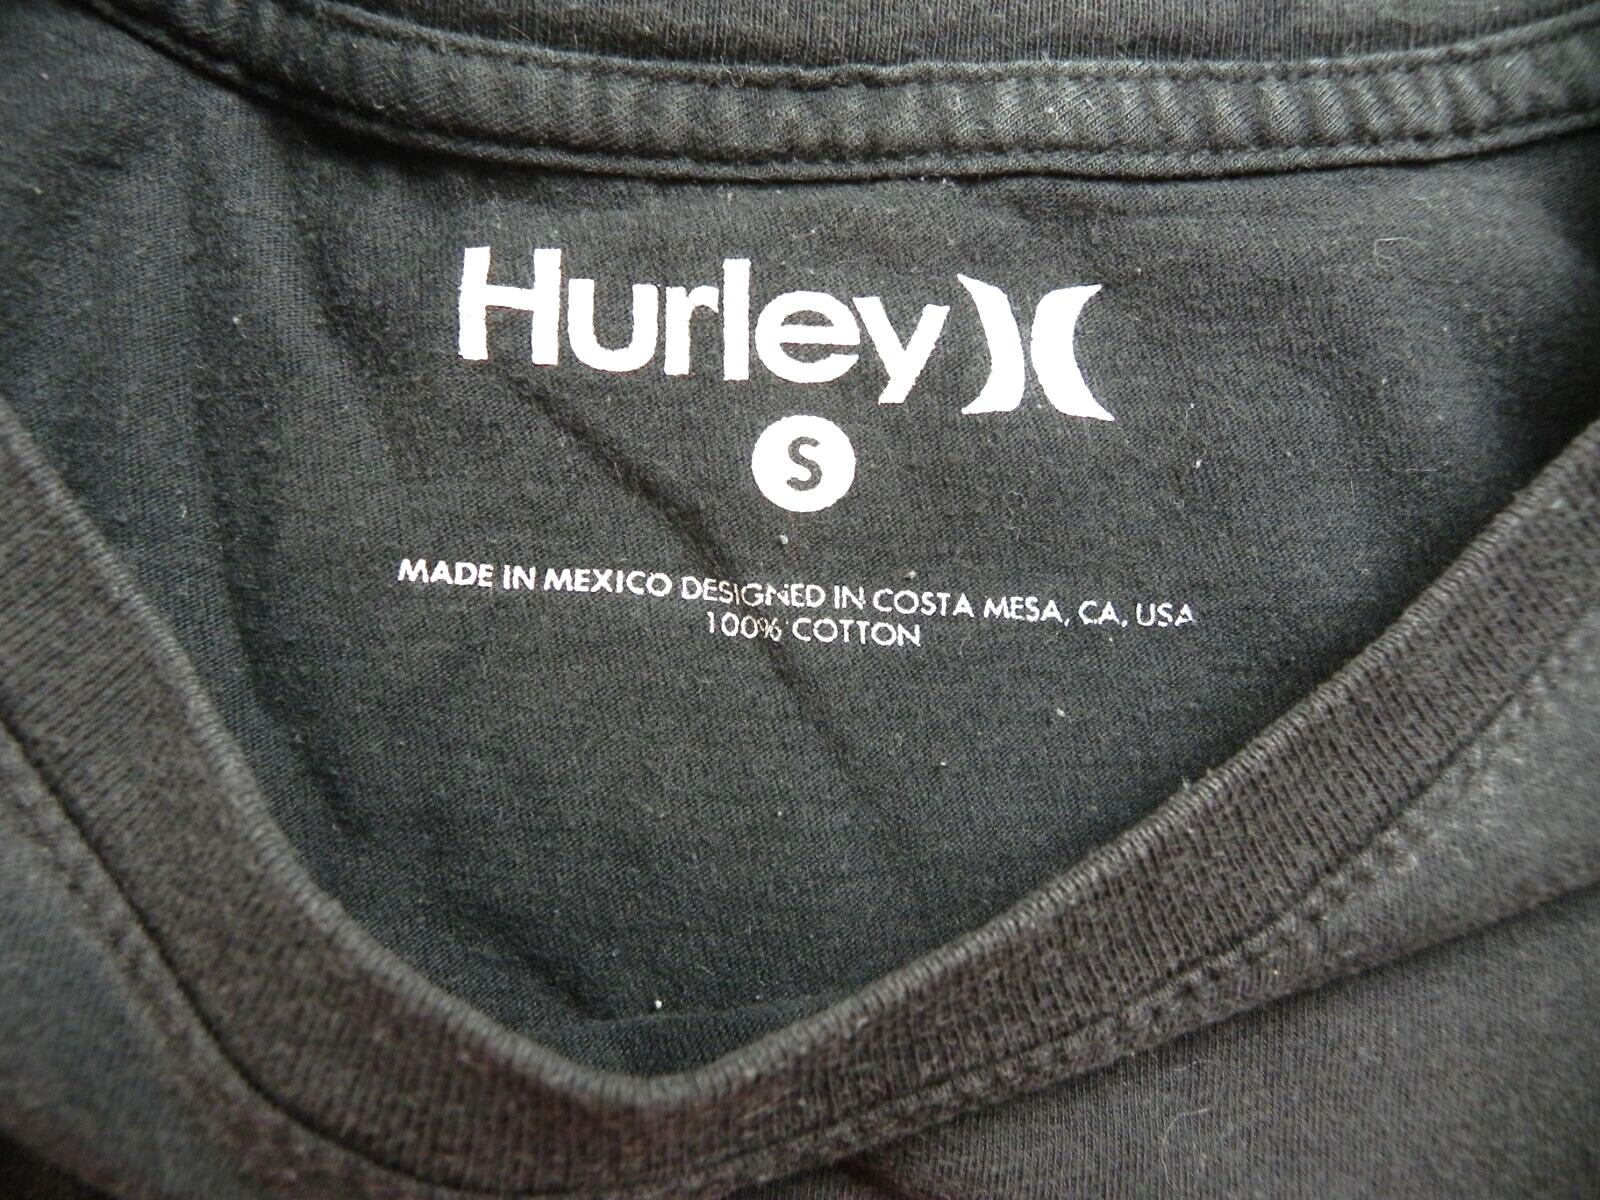 Hurley
S
MADE IN MEXICO DESIGNED IN COSTA MESA, CA, USA
100% COTTON